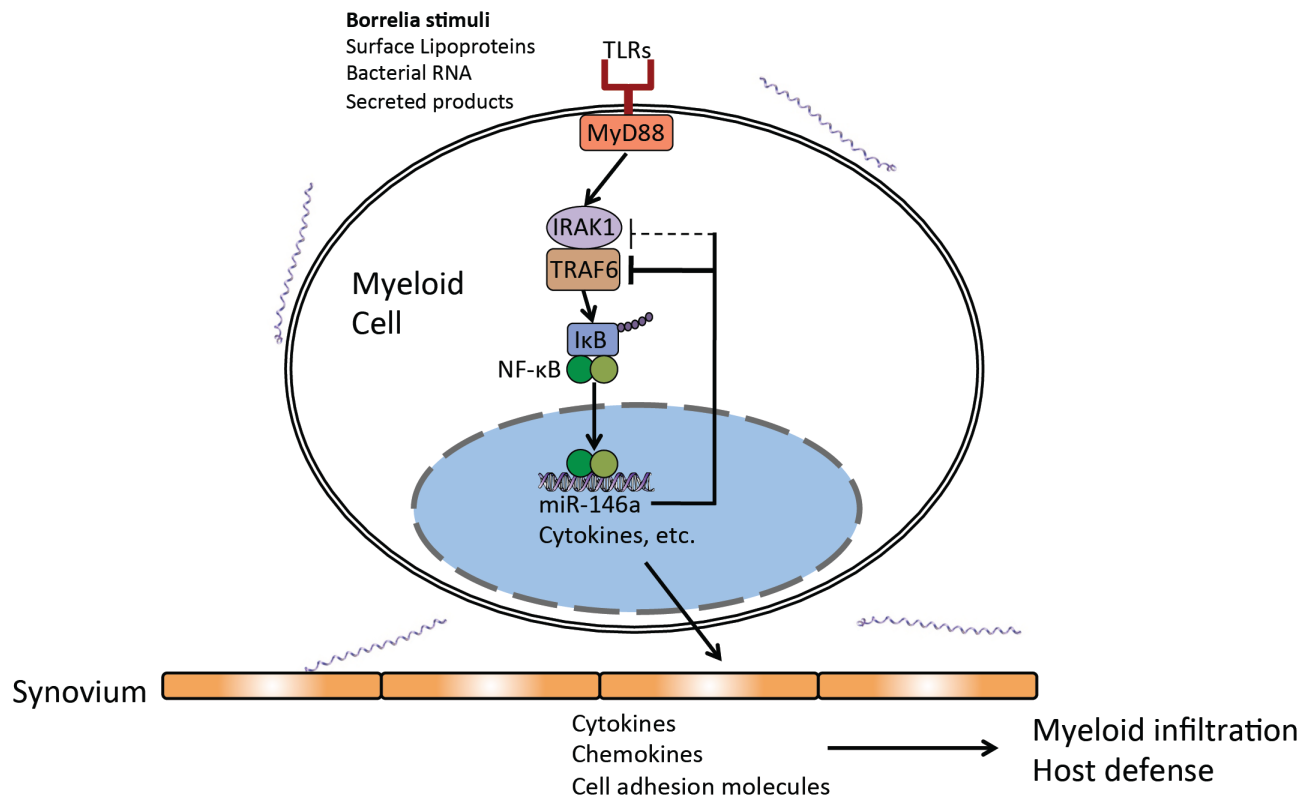 Borrelia stimuli
Surface Lipoproteins
Bacterial RNA
Secreted products
TLRs
MyD88
IRAK1
TRAF6
Myeloid
Cell
IκB
NF-κB
miR-146a
Cytokines, etc.
Synovium
Cytokines
Chemokines
Cell adhesion molecules
Myeloid infiltration
Host defense